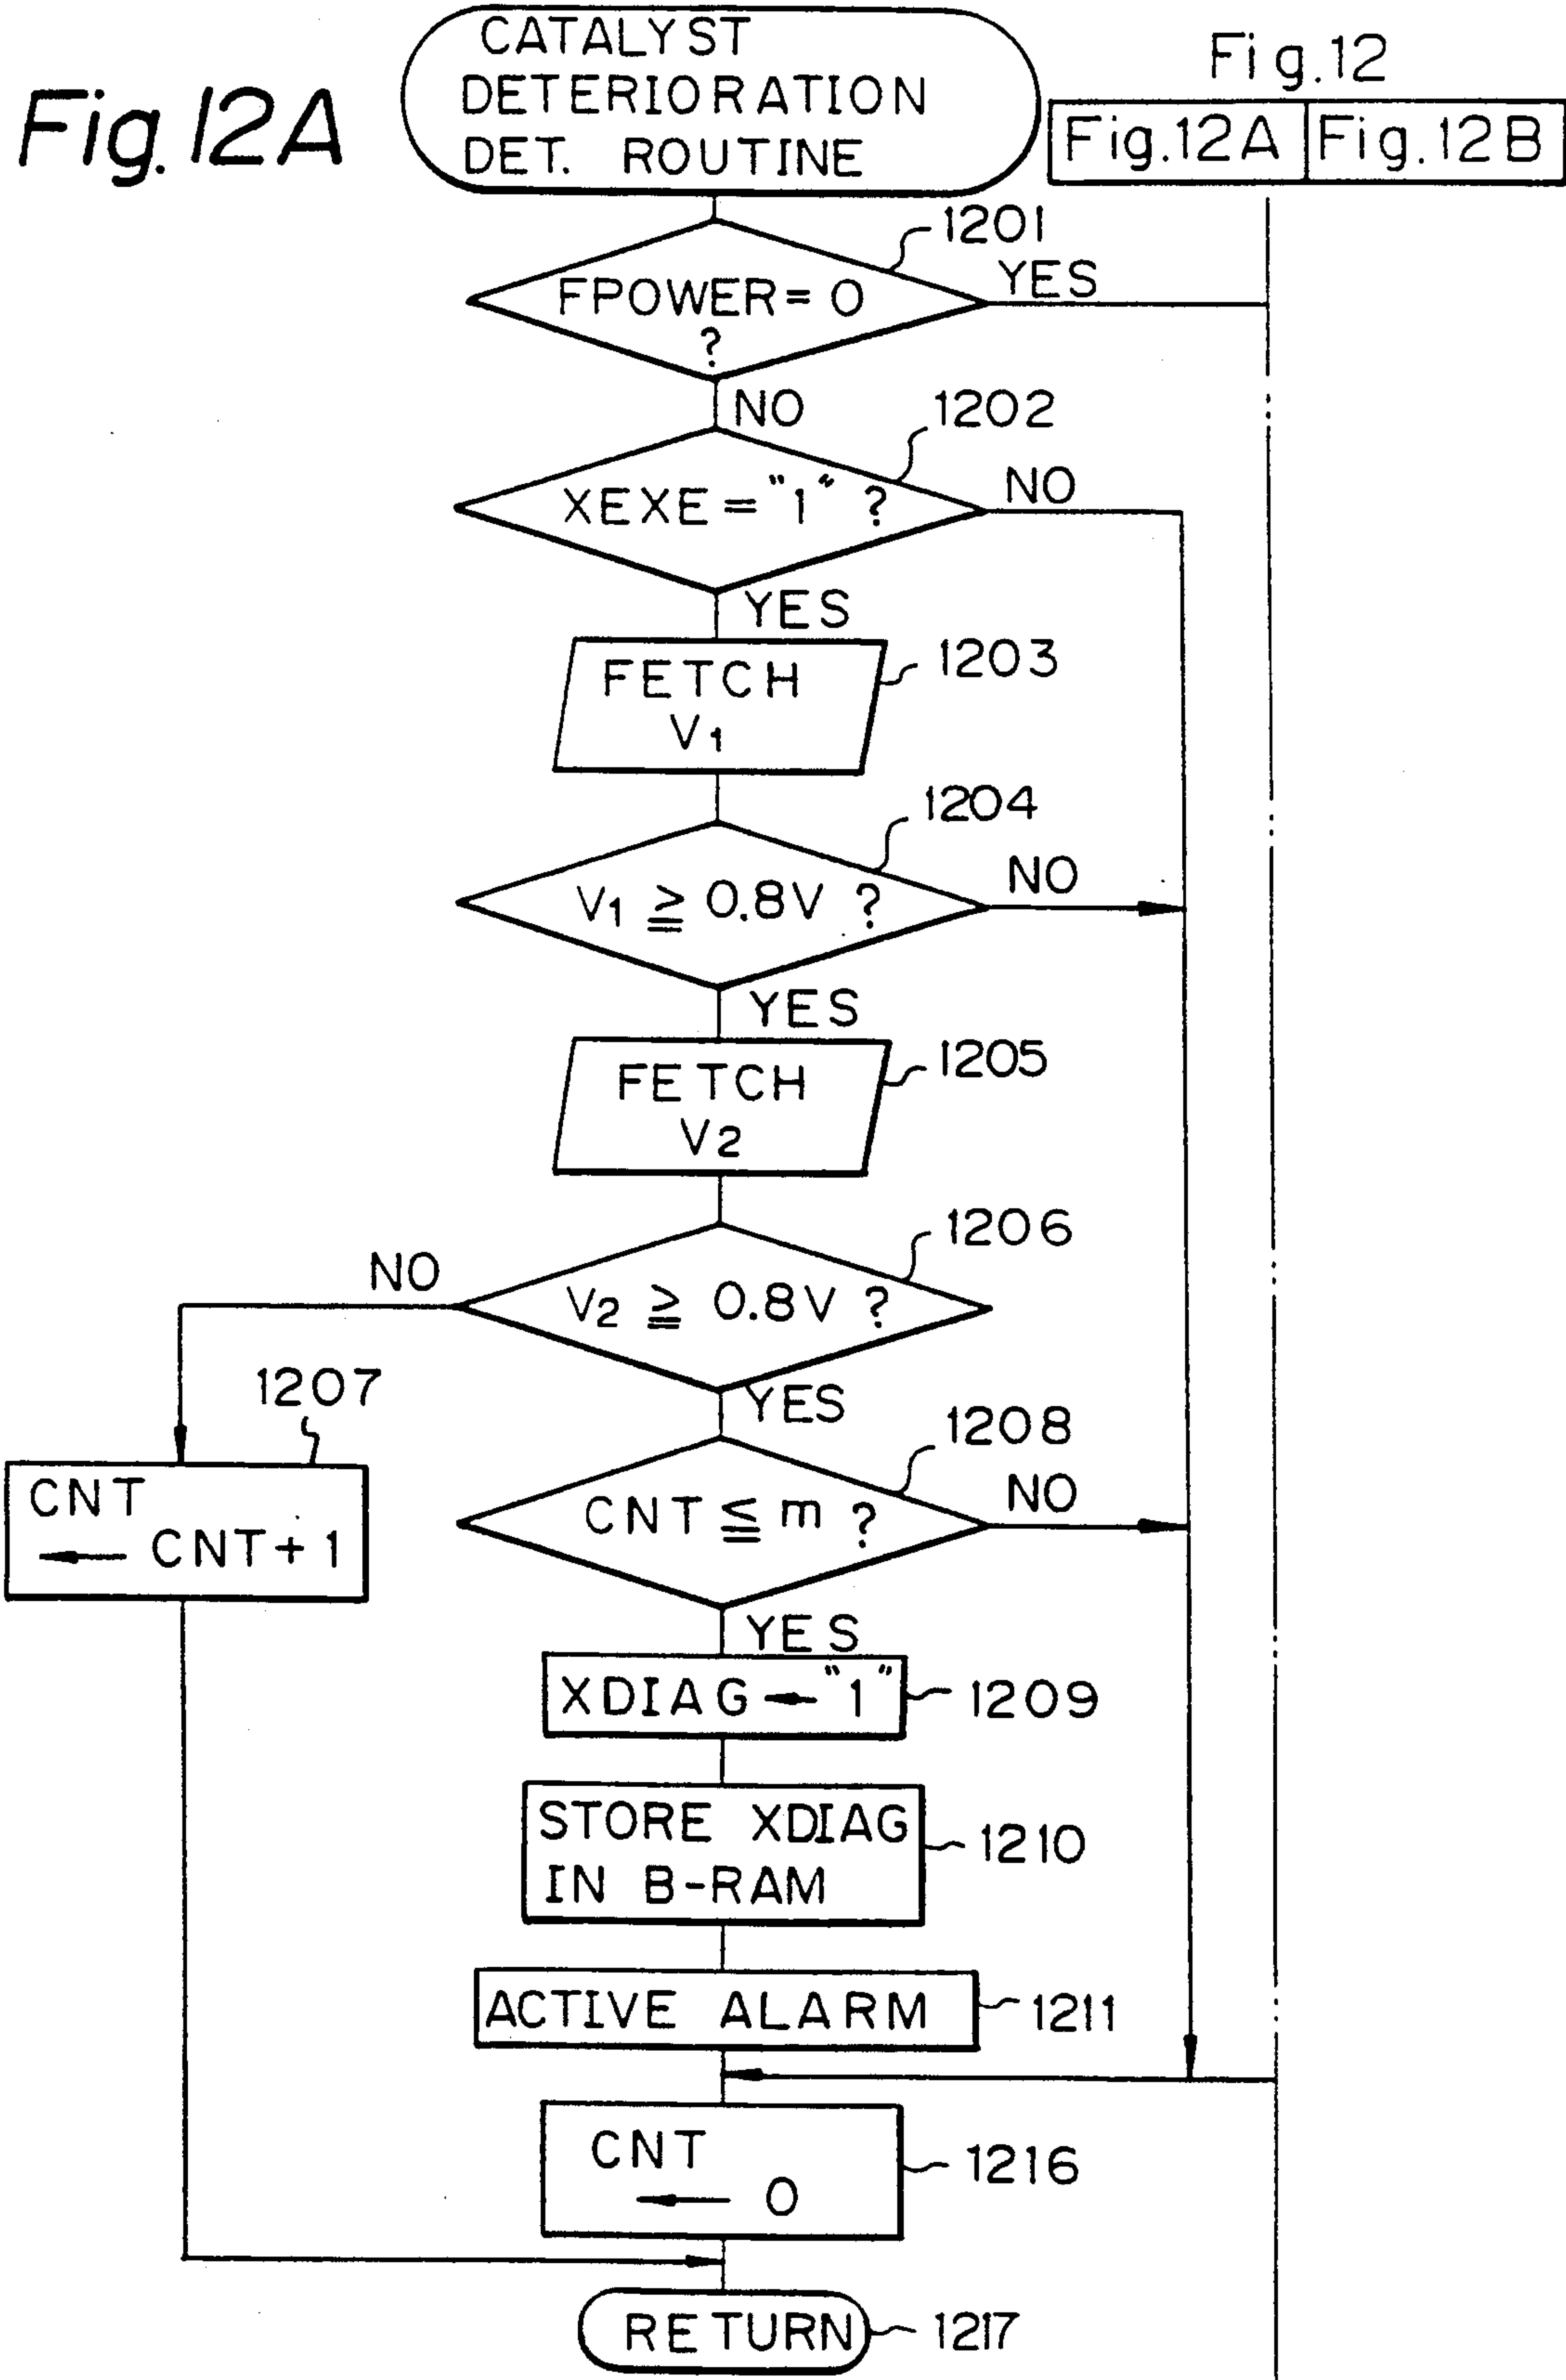 Fig. 12A
CATALYST
DETERIORATION
DET. ROUTINE
Fig.12
Fig.12A Fig.12B
1201
FPOWER = 0
?
YES
NO
1202
XEXE = "1" ?
NO
YES
1203
FETCH
V1
1204
V1 ≧ 0.8V ?
NO
YES
1205
FETCH
V2
1206
V2 ≧ 0.8V ?
NO
YES
1207
CNT
← CNT + 1
1208
CNT ≦ m ?
NO
YES
XDIAG ← "1"
1209
STORE XDIAG
IN B-RAM
1210
ACTIVE ALARM
1211
CNT
← 0
1216
RETURN
1217